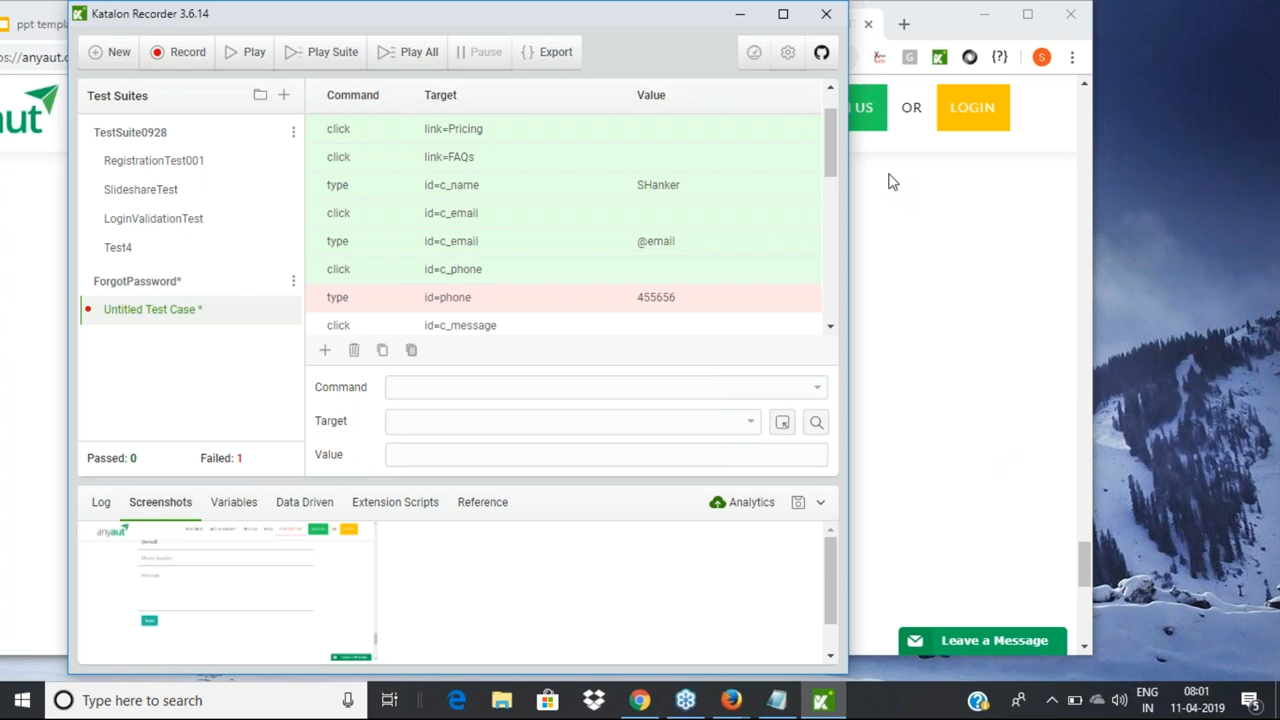 ppt templ
Katalon Recorder 3.6.14
s://anyaut.c
New
Record
Play
Play Suite
Play All
Pause
Export
S
{?}
G
Test Suites
Command
Target
Value
aut
US
OR
LOGIN
TestSuite0928
RegistrationTest001
SlideshareTest
LoginValidationTest
Test4
ForgotPassword*
Untitled Test Case *
click
link=Pricing
click
link=FAQs
type
id=c_name
SHanker
click
id=c_email
type
id=c_email
@email
click
id=c_phone
type
id=phone
455656
click
id=c_message
Command
Target
Value
Passed: 0
Failed: 1
Log
Screenshots
Variables
Data Driven
Extension Scripts
Reference
Analytics
anyaut
Phone Number
Message
Send
Leave a Message
Type here to search
ENG
IN
08:01
11-04-2019
5